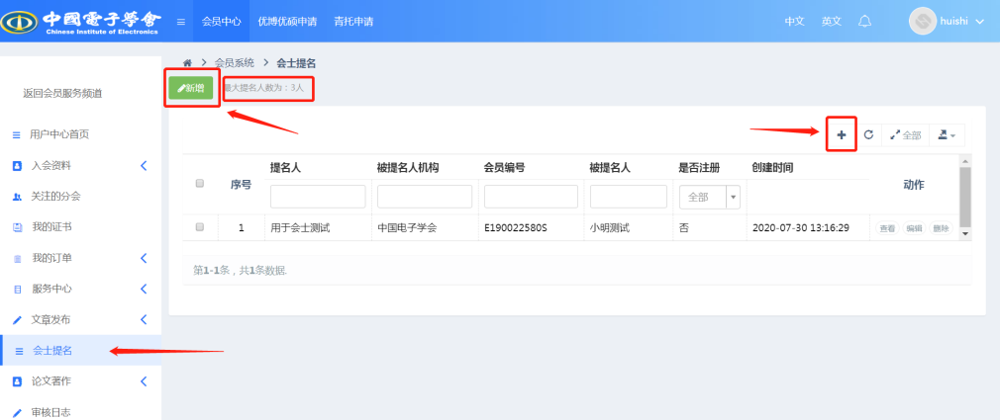 中國電子學會 会员中心 优博优硕申请 青托申请 中文 英文 huishi
Chinese Institute of Electronics
会员系统 会士提名
返回会员服务频道
新增 最大提名人数为：3人
用户中心首页
全部
入会资料
关注的分会
我的证书
我的订单
服务中心
文章发布
会士提名
论文著作
审核日志
序号 提名人 被提名人机构 会员编号 被提名人 是否注册 创建时间 动作
全部
1 用于会士测试 中国电子学会 E190022580S 小明测试 否 2020-07-30 13:16:29 查看 编辑 删除
第1-1条，共1条数据.